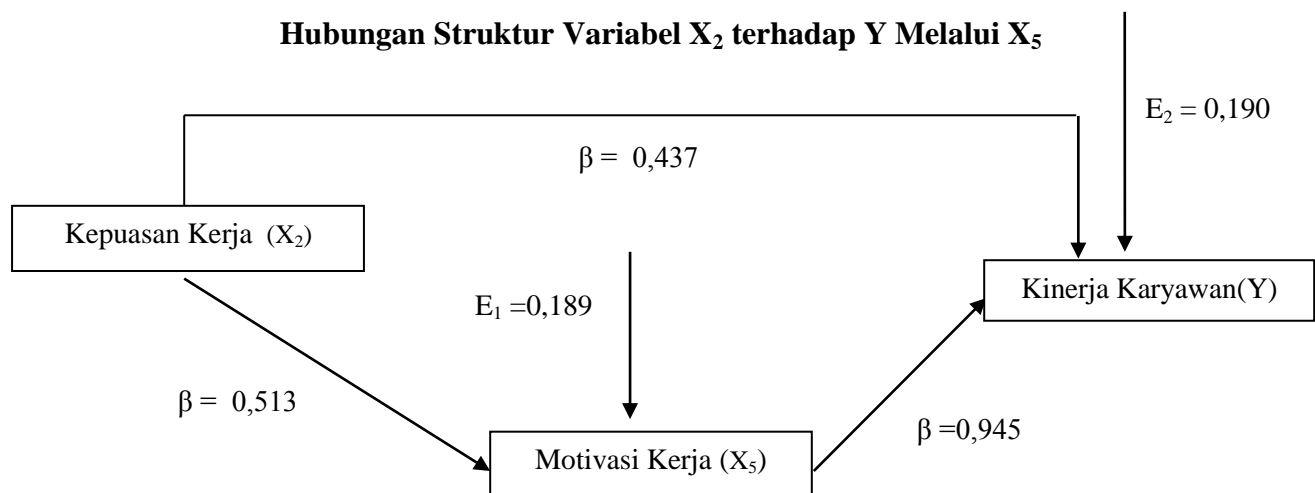 Hubungan Struktur Variabel X₂ terhadap Y Melalui X₅
E₂ = 0,190
β = 0,437
Kepuasan Kerja (X₂)
Kinerja Karyawan(Y)
E₁ =0,189
β = 0,513
β =0,945
Motivasi Kerja (X₅)